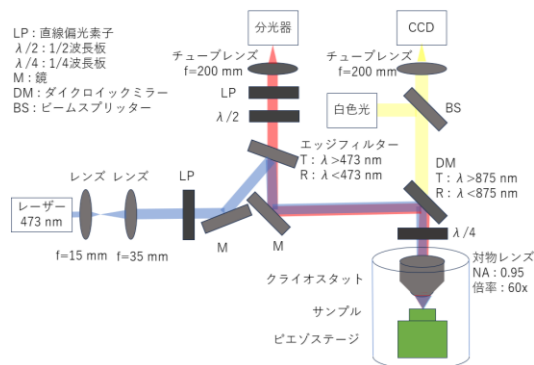 LP：直線偏光素子
λ/2：1/2波長板
λ/4：1/4波長板
M：鏡
DM：ダイクロイックミラー
BS：ビームスプリッター
分光器
チューブレンズ
f=200 mm
LP
λ/2
CCD
チューブレンズ
f=200 mm
白色光
BS
エッジフィルター
T：λ>473 nm
R：λ<473 nm
DM
T：λ>875 nm
R：λ<875 nm
レンズ
レンズ
LP
レーザー
473 nm
f=15 mm
f=35 mm
M
M
λ/4
クライオスタット
対物レンズ
NA：0.95
倍率：60x
サンプル
ピエゾステージ